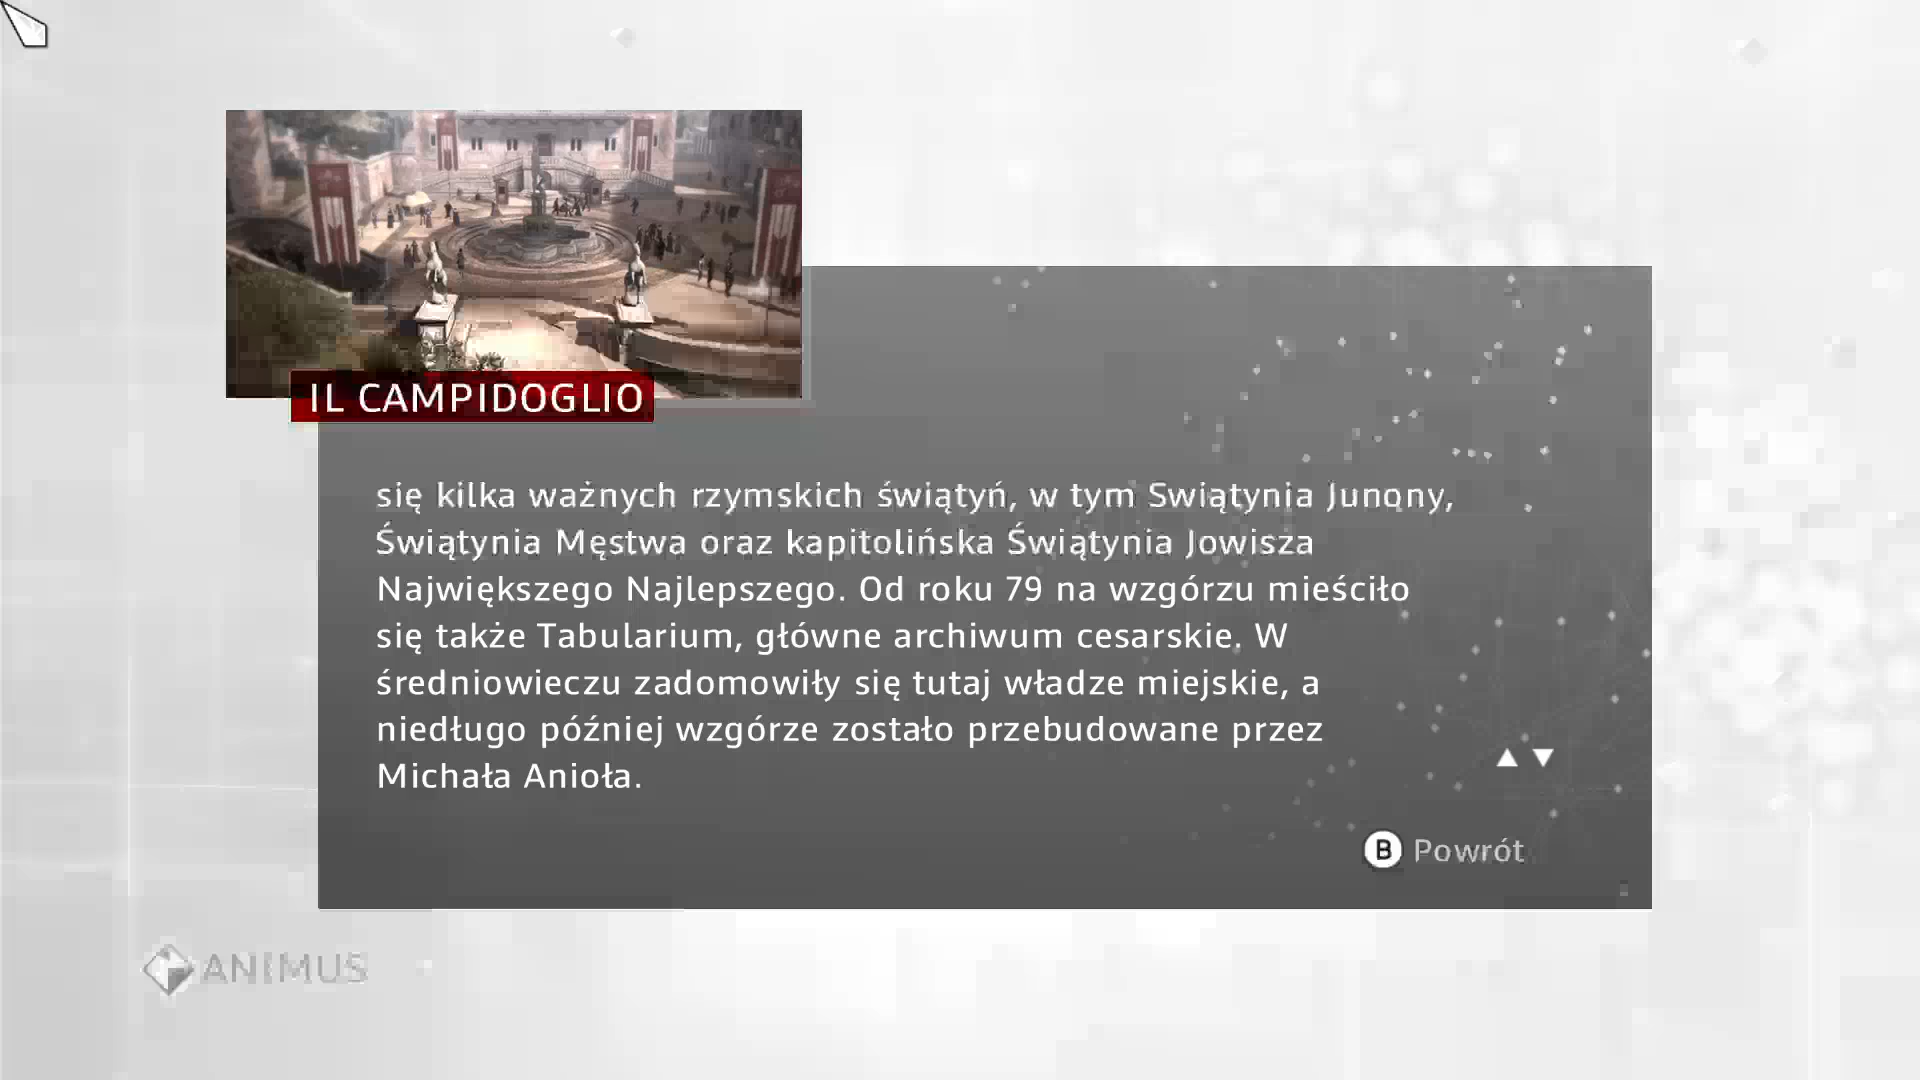 IL CAMPIDOGLIO
się kilka ważnych rzymskich świątyń, w tym Swiątynia Junony,
Świątynia Męstwa oraz kapitolińska Świątynia Jowisza
Największego Najlepszego. Od roku 79 na wzgórzu mieściło
się także Tabularium, główne archiwum cesarskie. W
średniowieczu zadomowiły się tutaj władze miejskie, a
niedługo później wzgórze zostało przebudowane przez
Michała Anioła.
B Powrót
ANIMUS